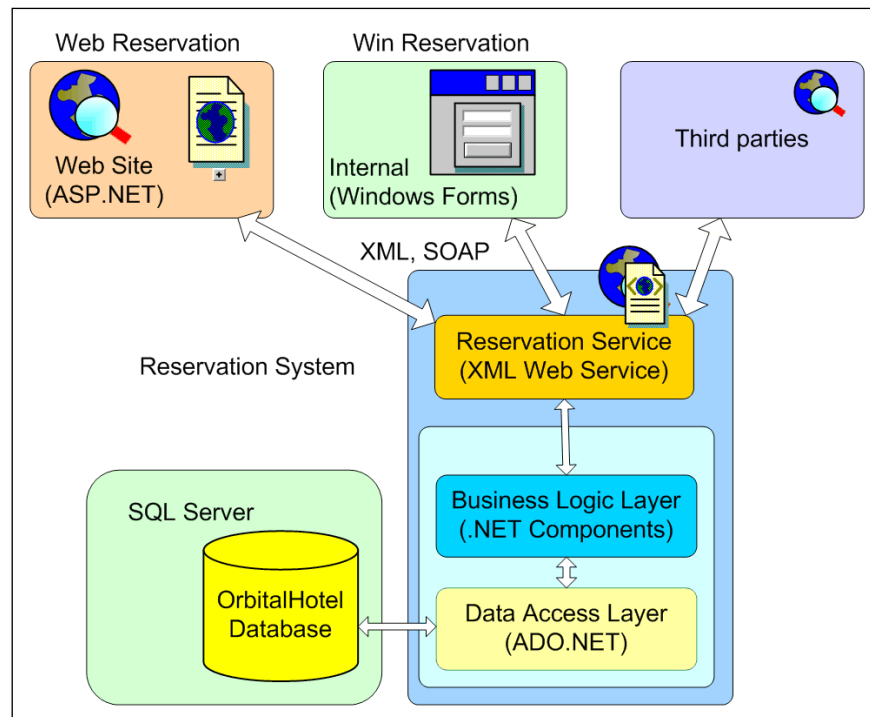 Web Reservation
Win Reservation
Web Site
(ASP.NET)
Internal
(Windows Forms)
Third parties
XML, SOAP
Reservation System
Reservation Service
(XML Web Service)
Business Logic Layer
(.NET Components)
SQL Server
OrbitalHotel
Database
Data Access Layer
(ADO.NET)